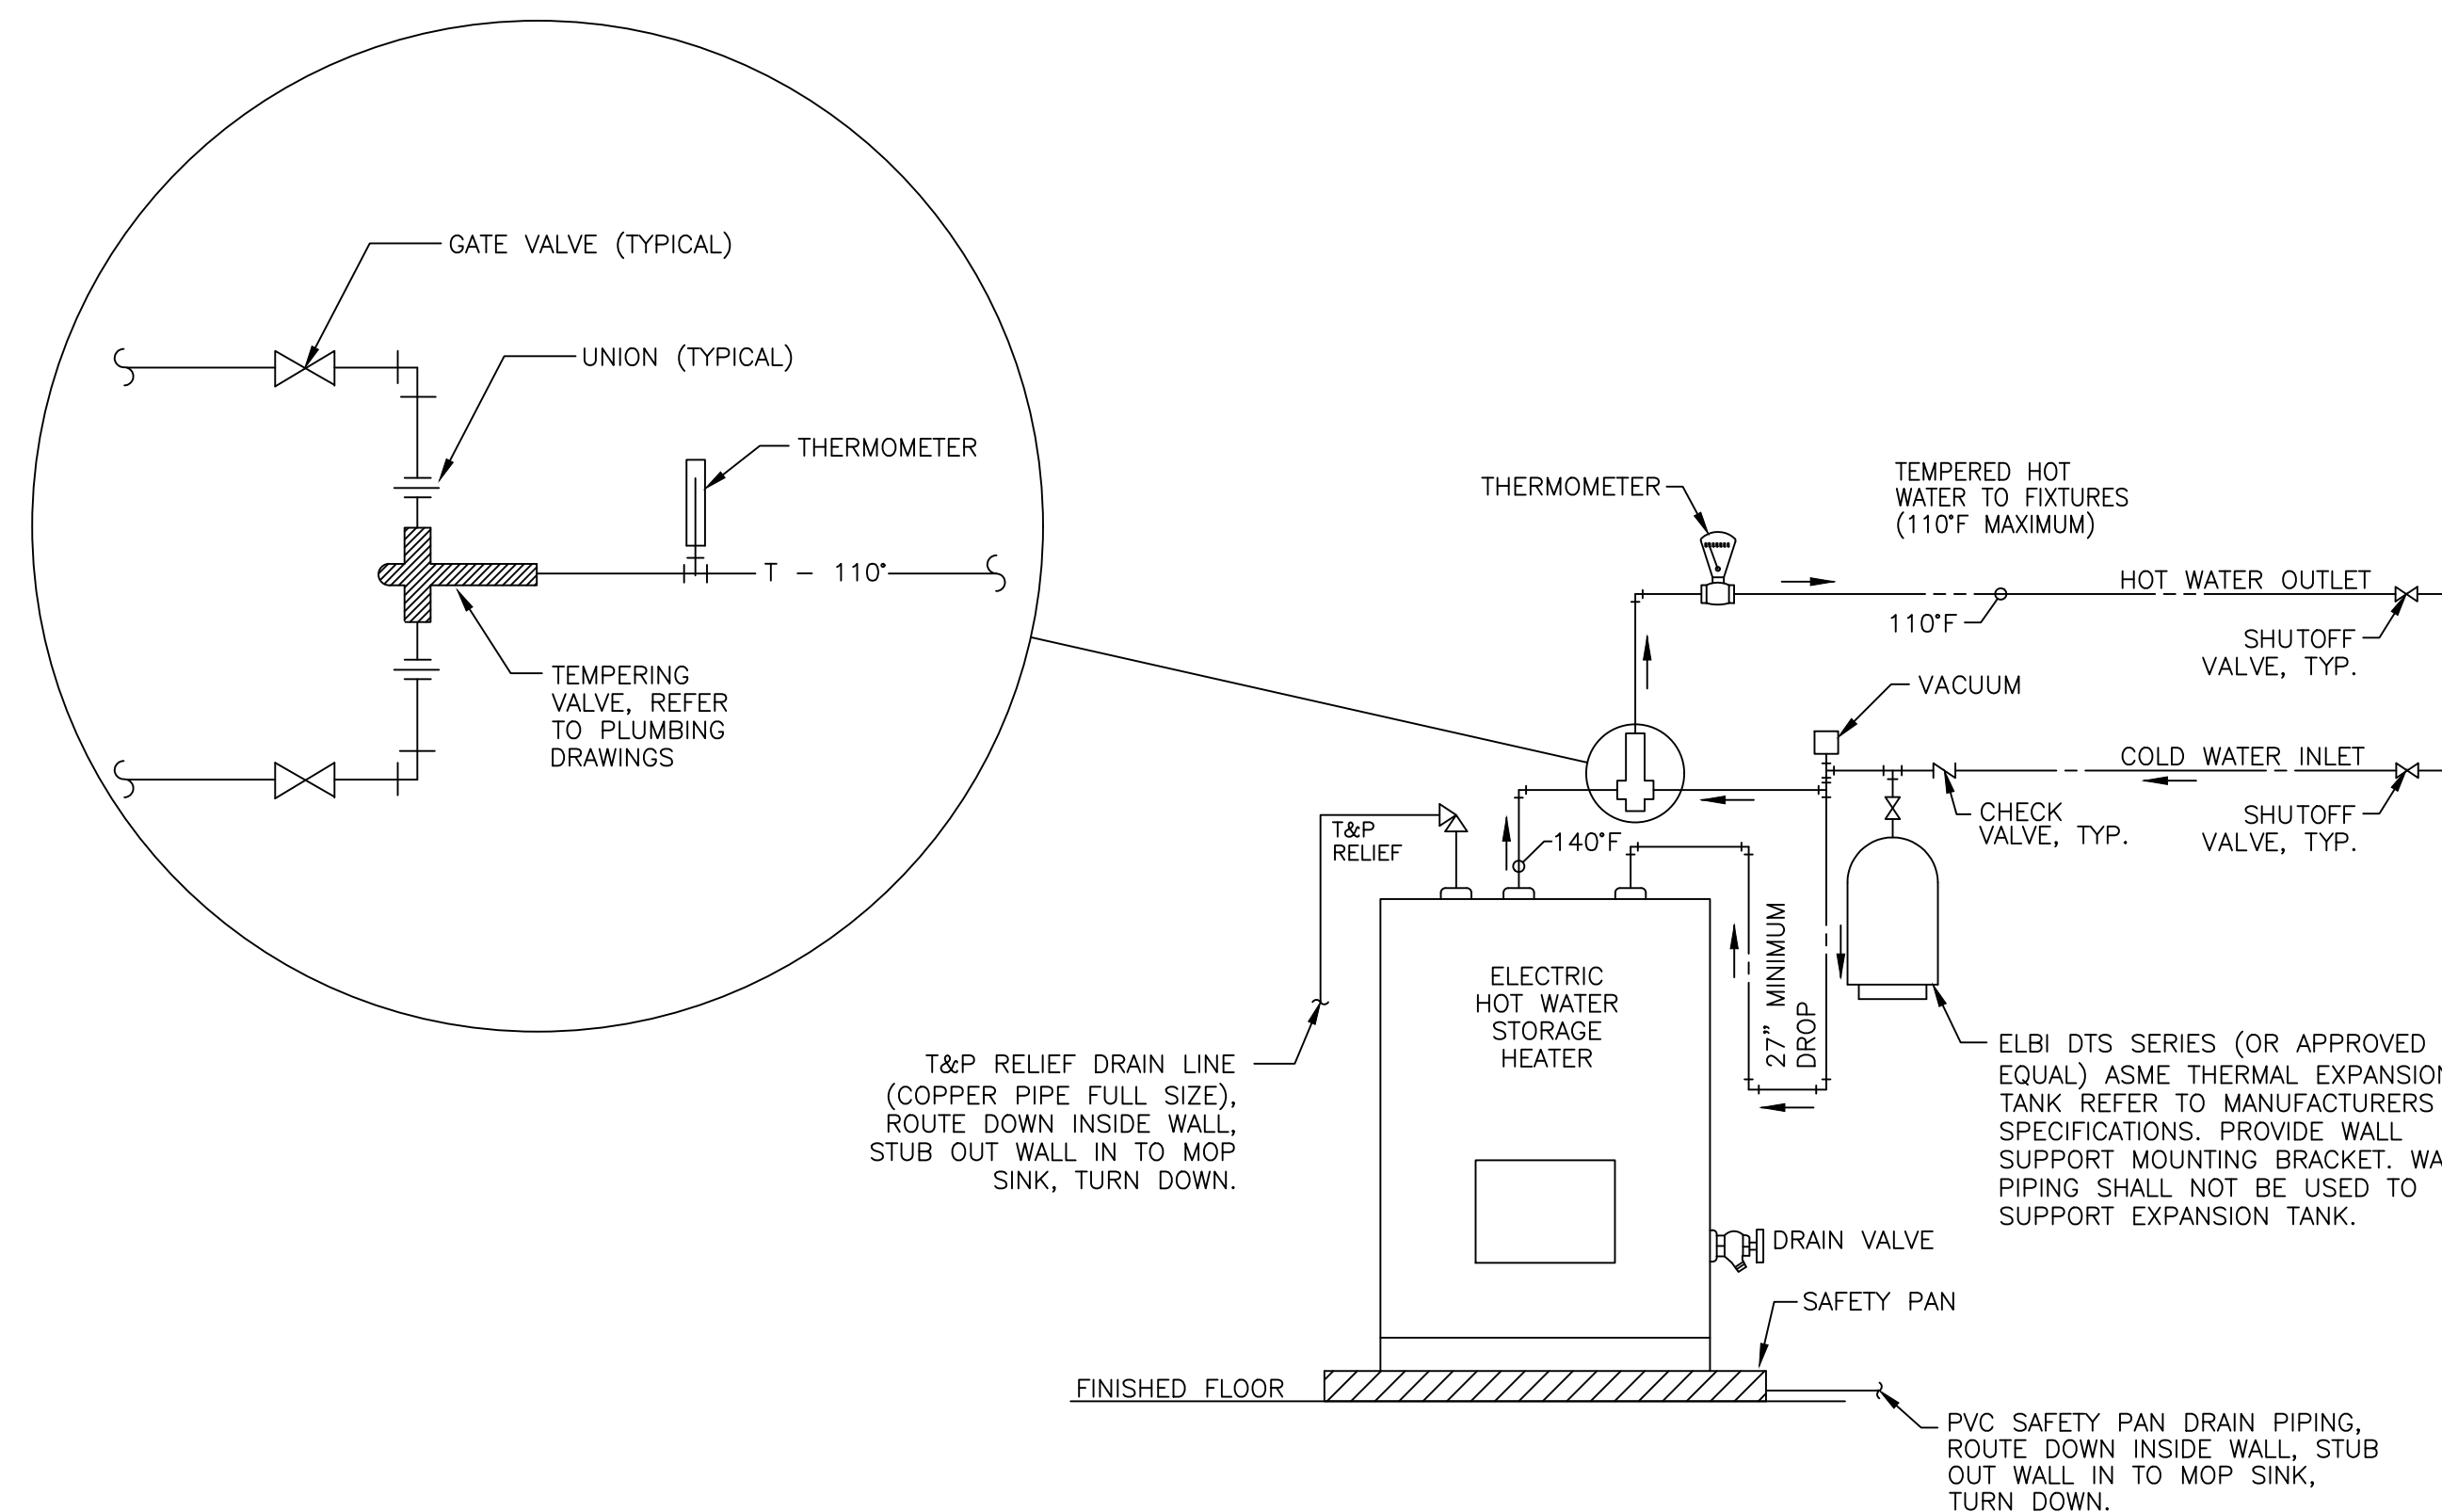 GATE VALVE (TYPICAL)
UNION (TYPICAL)
THERMOMETER
T - 110°
TEMPERING
VALVE, REFER
TO PLUMBING
DRAWINGS
THERMOMETER
TEMPERED HOT
WATER TO FIXTURES
(110°F MAXIMUM)
HOT WATER OUTLET
110°F
SHUTOFF
VALVE, TYP.
VACUUM
COLD WATER INLET
CHECK
VALVE, TYP.
SHUTOFF
VALVE, TYP.
T&P
RELIEF
140°F
27" MINIMUM
DROP
ELECTRIC
HOT WATER
STORAGE
HEATER
T&P RELIEF DRAIN LINE
(COPPER PIPE FULL SIZE),
ROUTE DOWN INSIDE WALL,
STUB OUT WALL IN TO MOP
SINK, TURN DOWN.
ELBI DTS SERIES (OR APPROVED
EQUAL) ASME THERMAL EXPANSION
TANK REFER TO MANUFACTURERS
SPECIFICATIONS. PROVIDE WALL
SUPPORT MOUNTING BRACKET.
PIPING SHALL NOT BE USED TO
SUPPORT EXPANSION TANK.
DRAIN VALVE
SAFETY PAN
FINISHED FLOOR
PVC SAFETY PAN DRAIN PIPING,
ROUTE DOWN INSIDE WALL, STUB
OUT WALL IN TO MOP SINK,
TURN DOWN.